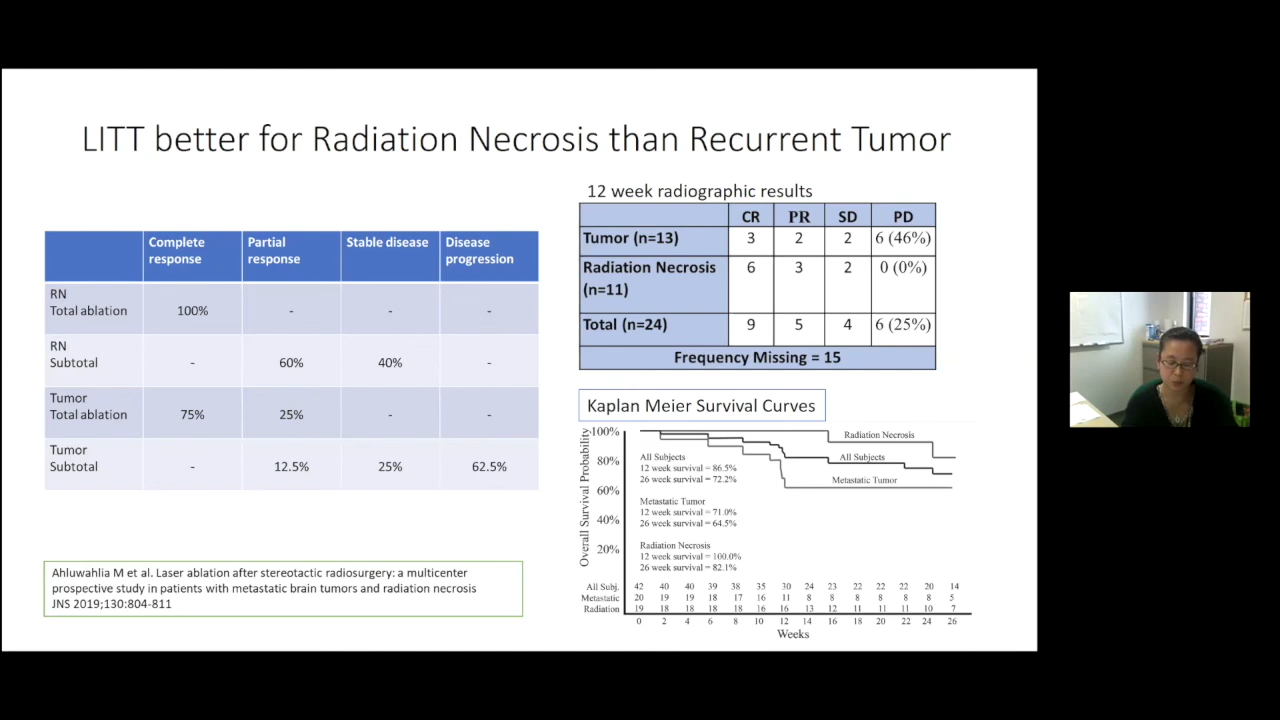 LITT better for Radiation Necrosis than Recurrent Tumor
Complete response
Partial response
Stable disease
Disease progression
RN Total ablation 100% - - -
RN Subtotal - 60% 40% -
Tumor Total ablation 75% 25% - -
Tumor Subtotal - 12.5% 25% 62.5%
Ahluwahlia M et al. Laser ablation after stereotactic radiosurgery: a multicenter
prospective study in patients with metastatic brain tumors and radiation necrosis
JNS 2019;130:804-811
12 week radiographic results
CR PR SD PD
Tumor (n=13) 3 2 2 6 (46%)
Radiation Necrosis (n=11) 6 3 2 0 (0%)
Total (n=24) 9 5 4 6 (25%)
Frequency Missing = 15
Kaplan Meier Survival Curves
Overall Survival Probability
100%
80%
60%
40%
20%
Radiation Necrosis
All Subjects
Metastatic Tumor
All Subjects
12 week survival = 86.5%
26 week survival = 72.2%
Metastatic Tumor
12 week survival = 71.0%
26 week survival = 64.5%
Radiation Necrosis
12 week survival = 100.0%
26 week survival = 82.1%
All Subj. 42 40 40 39 38 35 30 24 23 22 22 22 20 14
Metastatic 20 19 19 18 17 16 11 8 8 8 8 8 8 5
Radiation 19 18 18 18 18 16 16 13 12 11 11 11 10 7
0 2 4 6 8 10 12 14 16 18 20 22 24 26
Weeks